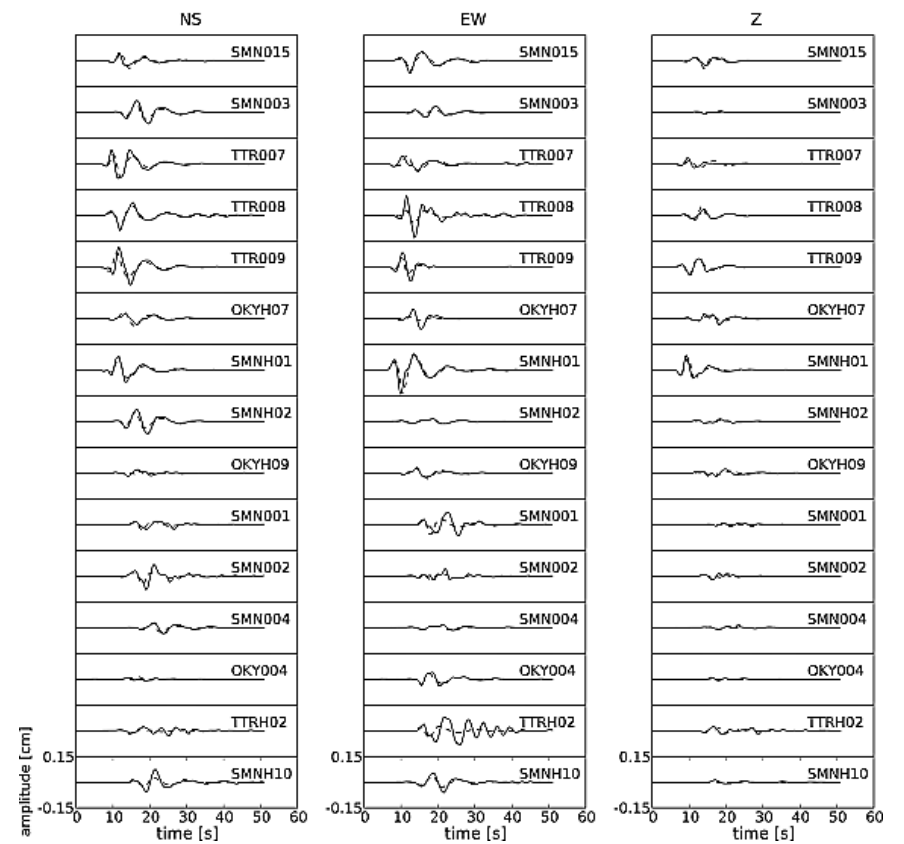 NS EW Z
SMN015 SMN015 SMN015
SMN003 SMN003 SMN003
TTR007 TTR007 TTR007
TTR008 TTR008 TTR008
TTR009 TTR009 TTR009
OKYH07 OKYH07 OKYH07
SMNH01 SMNH01 SMNH01
SMNH02 SMNH02 SMNH02
OKYH09 OKYH09 OKYH09
SMN001 SMN001 SMN001
SMN002 SMN002 SMN002
SMN004 SMN004 SMN004
OKY004 OKY004 OKY004
TTRH02 TTRH02 TTRH02
amplitude [cm]
0.15 0.15 0.15
SMNH10 SMNH10 SMNH10
-0.15 -0.15 -0.15
0 10 20 30 40 50 60 0 10 20 30 40 50 60 0 10 20 30 40 50 60
time [s] time [s] time [s]